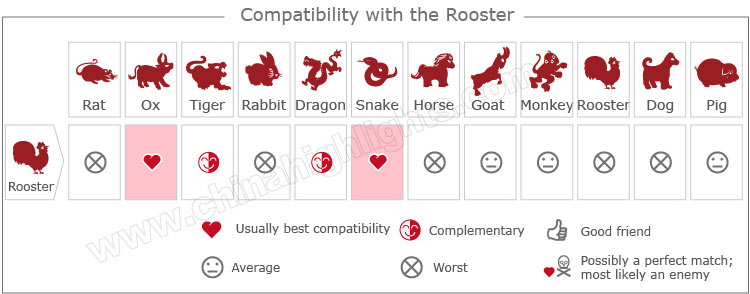 Compatibility with the Rooster
Rat Ox Tiger Rabbit Dragon Snake Horse Goat Monkey Rooster Dog Pig
Rooster
www.chinahighlights.com
Usually best compatibility Complementary Good friend
Average Worst Possibly a perfect match;
most likely an enemy